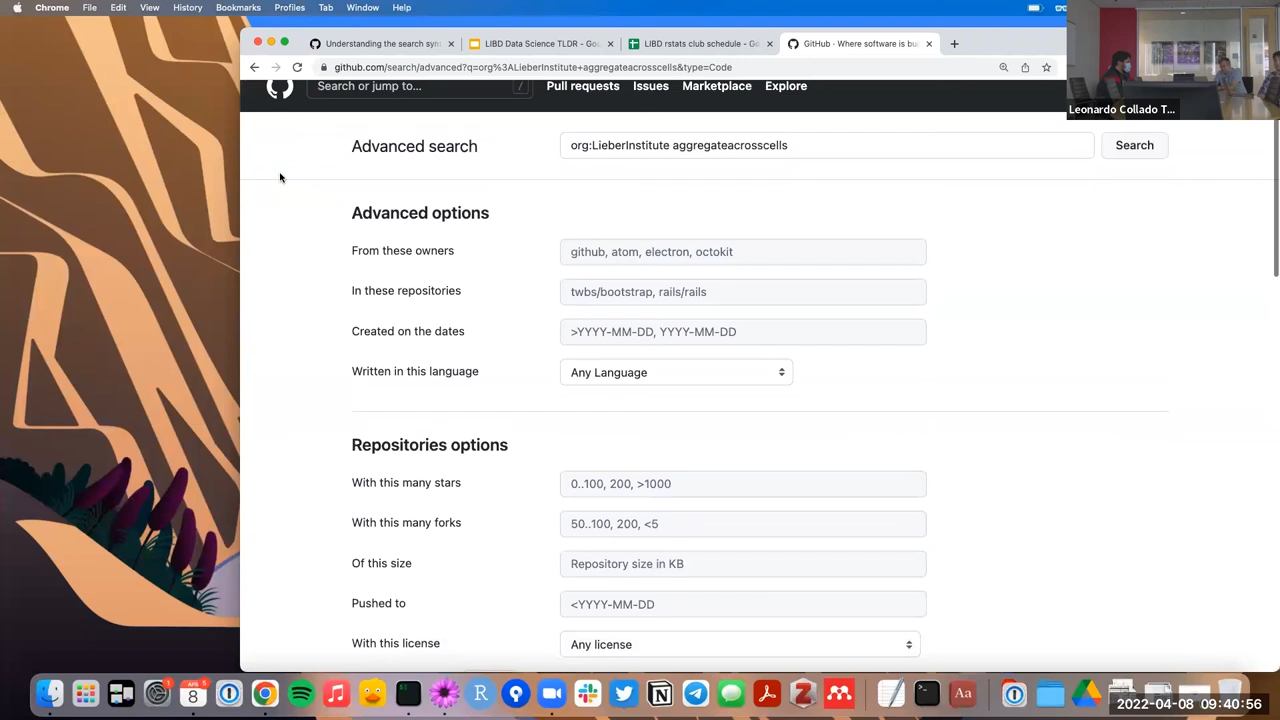 Chrome File Edit View History Bookmarks Profiles Tab Window Help
Understanding the search syn LIBD Data Science TLDR - Goo LIBD rstats club schedule - Go GitHub · Where software is bui
github.com/search/advanced?q=org%3ALieberInstitute+aggregateacrosscells&type=Code
Search or jump to... / Pull requests Issues Marketplace Explore
Leonardo Collado T...
Advanced search org:LieberInstitute aggregateacrosscells Search
Advanced options
From these owners github, atom, electron, octokit
In these repositories twbs/bootstrap, rails/rails
Created on the dates >YYYY-MM-DD, YYYY-MM-DD
Written in this language Any Language
Repositories options
With this many stars 0..100, 200, >1000
With this many forks 50..100, 200, <5
Of this size Repository size in KB
Pushed to <YYYY-MM-DD
With this license Any license
APR
8
R
N
Aa
2022-04-08 09:40:56